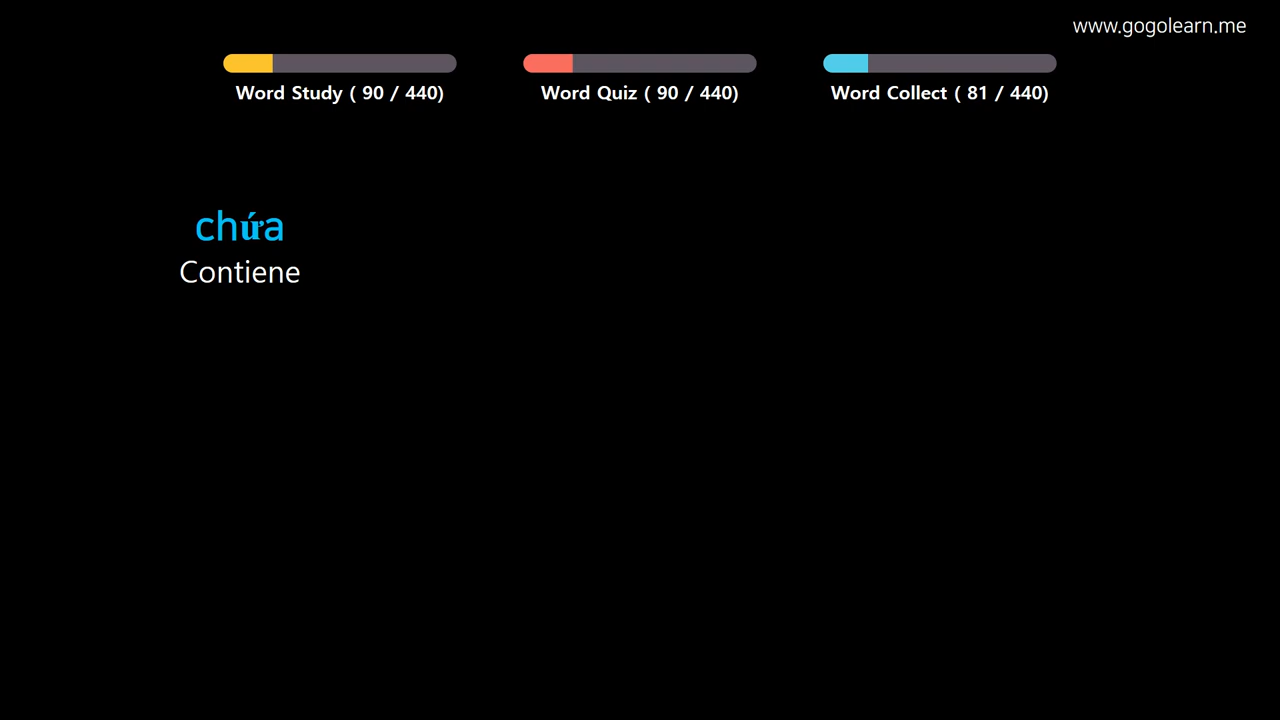 www.gogolearn.me
Word Study ( 90 / 440)
Word Quiz ( 90 / 440)
Word Collect ( 81 / 440)
chứa
Contiene